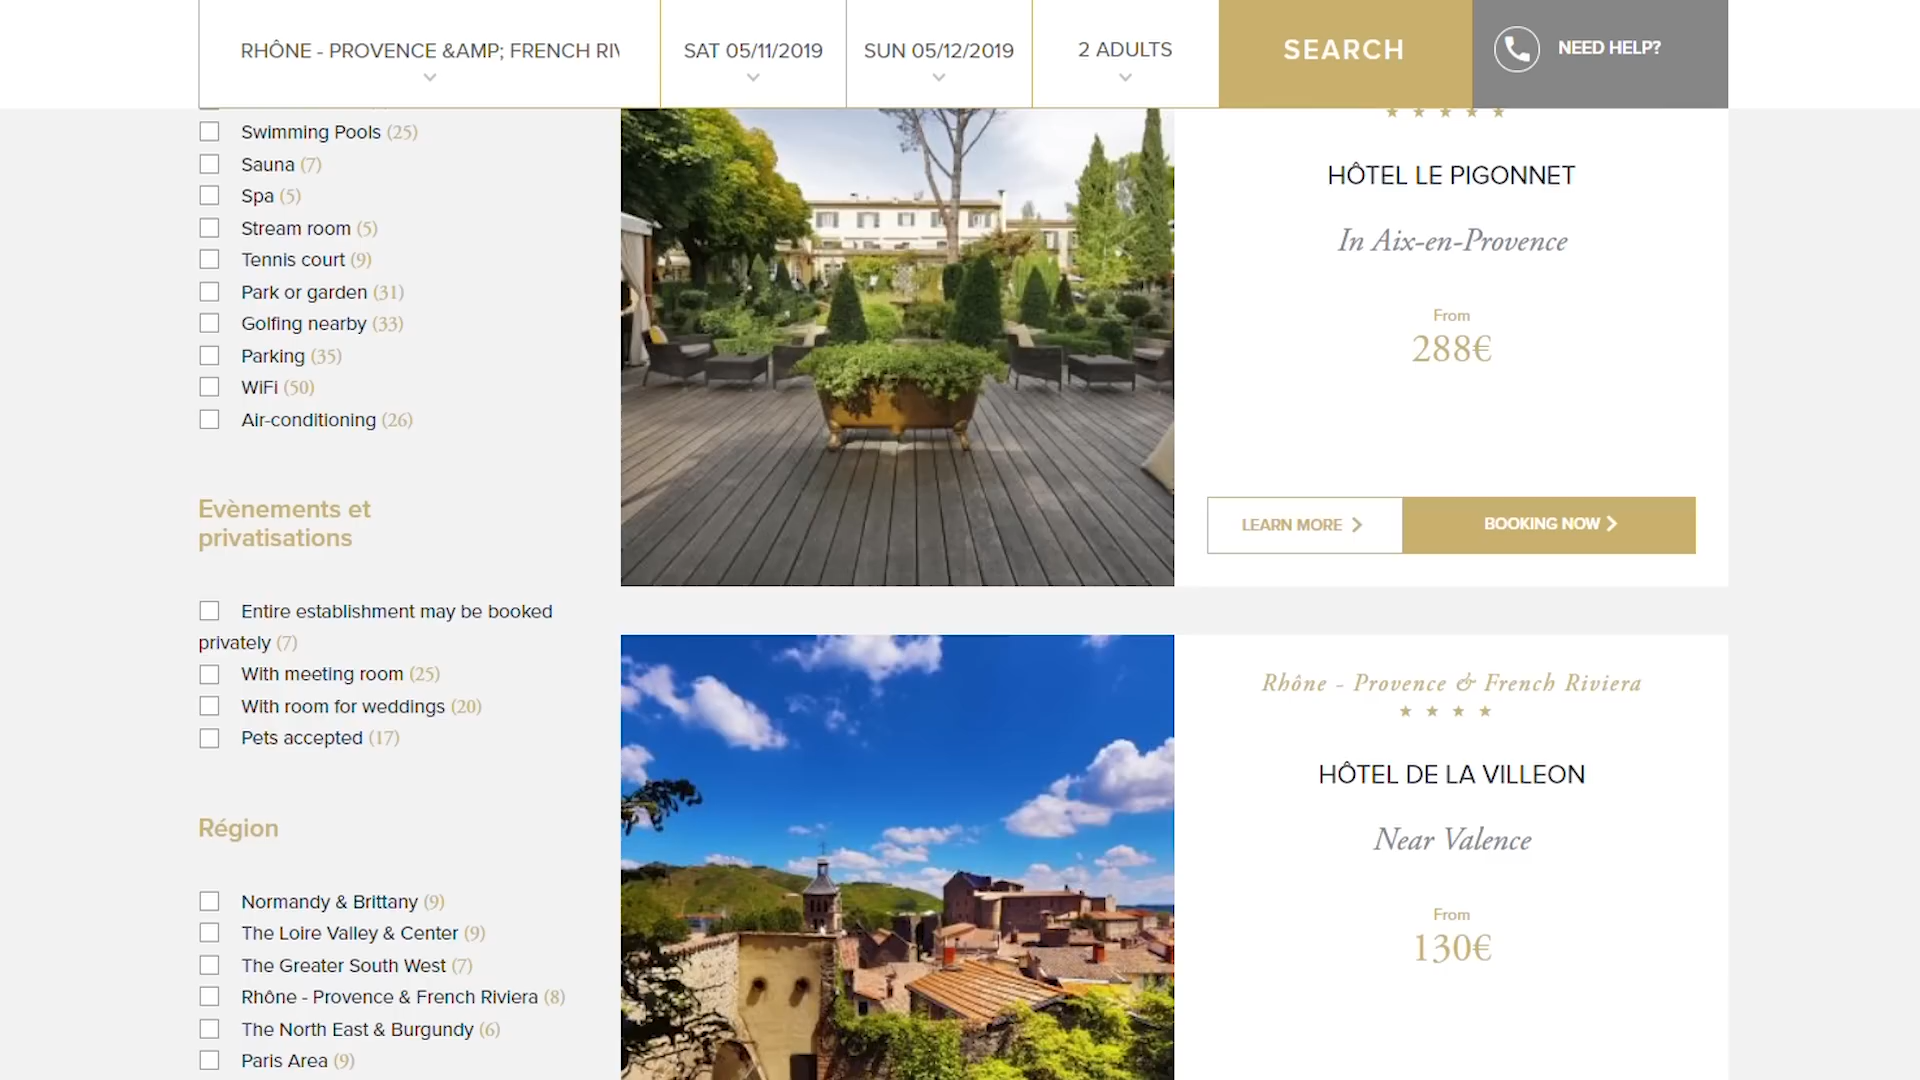 RHÔNE - PROVENCE &AMP; FRENCH RIV
SAT 05/11/2019
SUN 05/12/2019
2 ADULTS
SEARCH
NEED HELP?
Swimming Pools (25)
Sauna (7)
Spa (5)
Stream room (5)
Tennis court (9)
Park or garden (31)
Golfing nearby (33)
Parking (35)
WiFi (50)
Air-conditioning (26)
Evènements et
privatisations
Entire establishment may be booked
privately (7)
With meeting room (25)
With room for weddings (20)
Pets accepted (17)
Région
Normandy & Brittany (9)
The Loire Valley & Center (9)
The Greater South West (7)
Rhône - Provence & French Riviera (8)
The North East & Burgundy (6)
Paris Area (9)
HÔTEL LE PIGONNET
In Aix-en-Provence
From
288€
LEARN MORE
BOOKING NOW
Rhône - Provence & French Riviera
HÔTEL DE LA VILLEON
Near Valence
From
130€